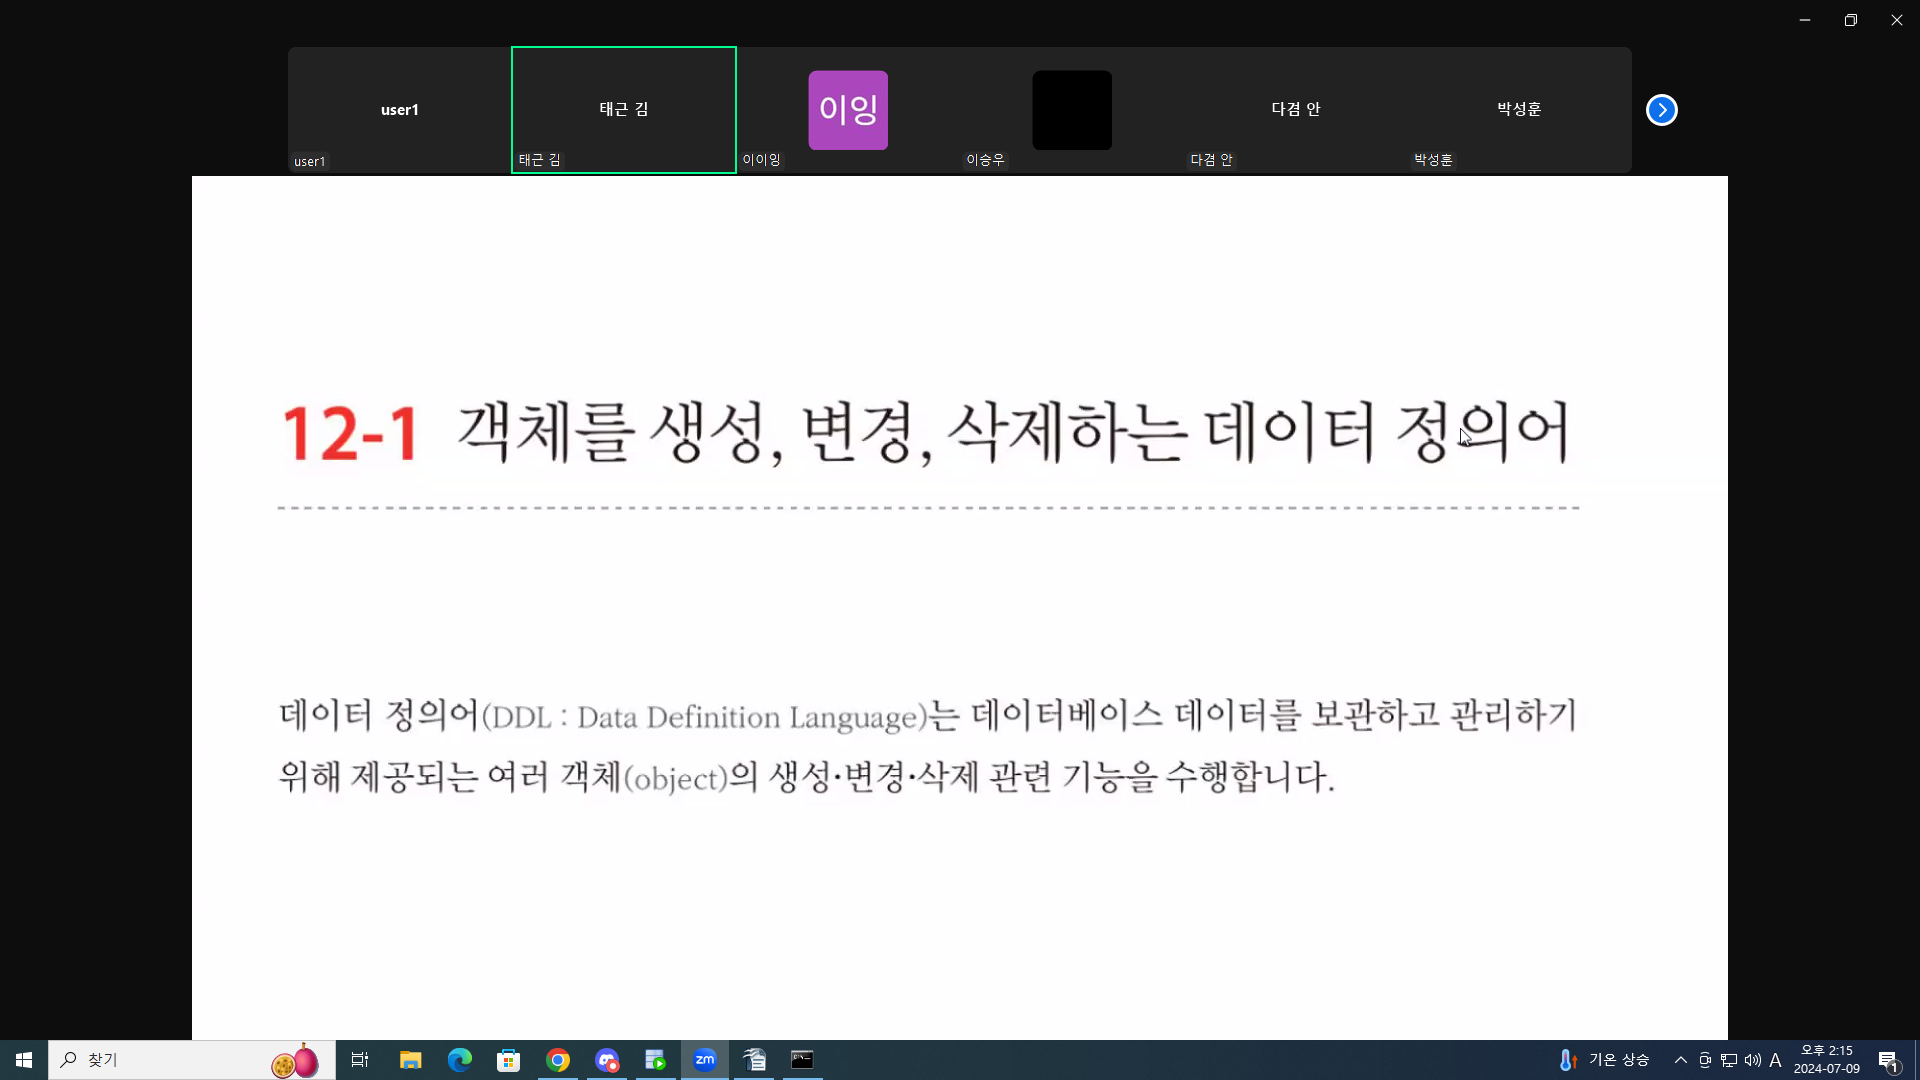 user1
태근 김
이잉
다겸 안
박성훈
user1
태근 김
이이잉
이승우
다겸 안
박성훈
12-1 객체를 생성, 변경, 삭제하는 데이터 정의어
데이터 정의어(DDL : Data Definition Language)는 데이터베이스 데이터를 보관하고 관리하기
위해 제공되는 여러 객체(object)의 생성·변경·삭제 관련 기능을 수행합니다.
찾기
zm
기온 상승
A
오후 2:15
2024-07-09
1